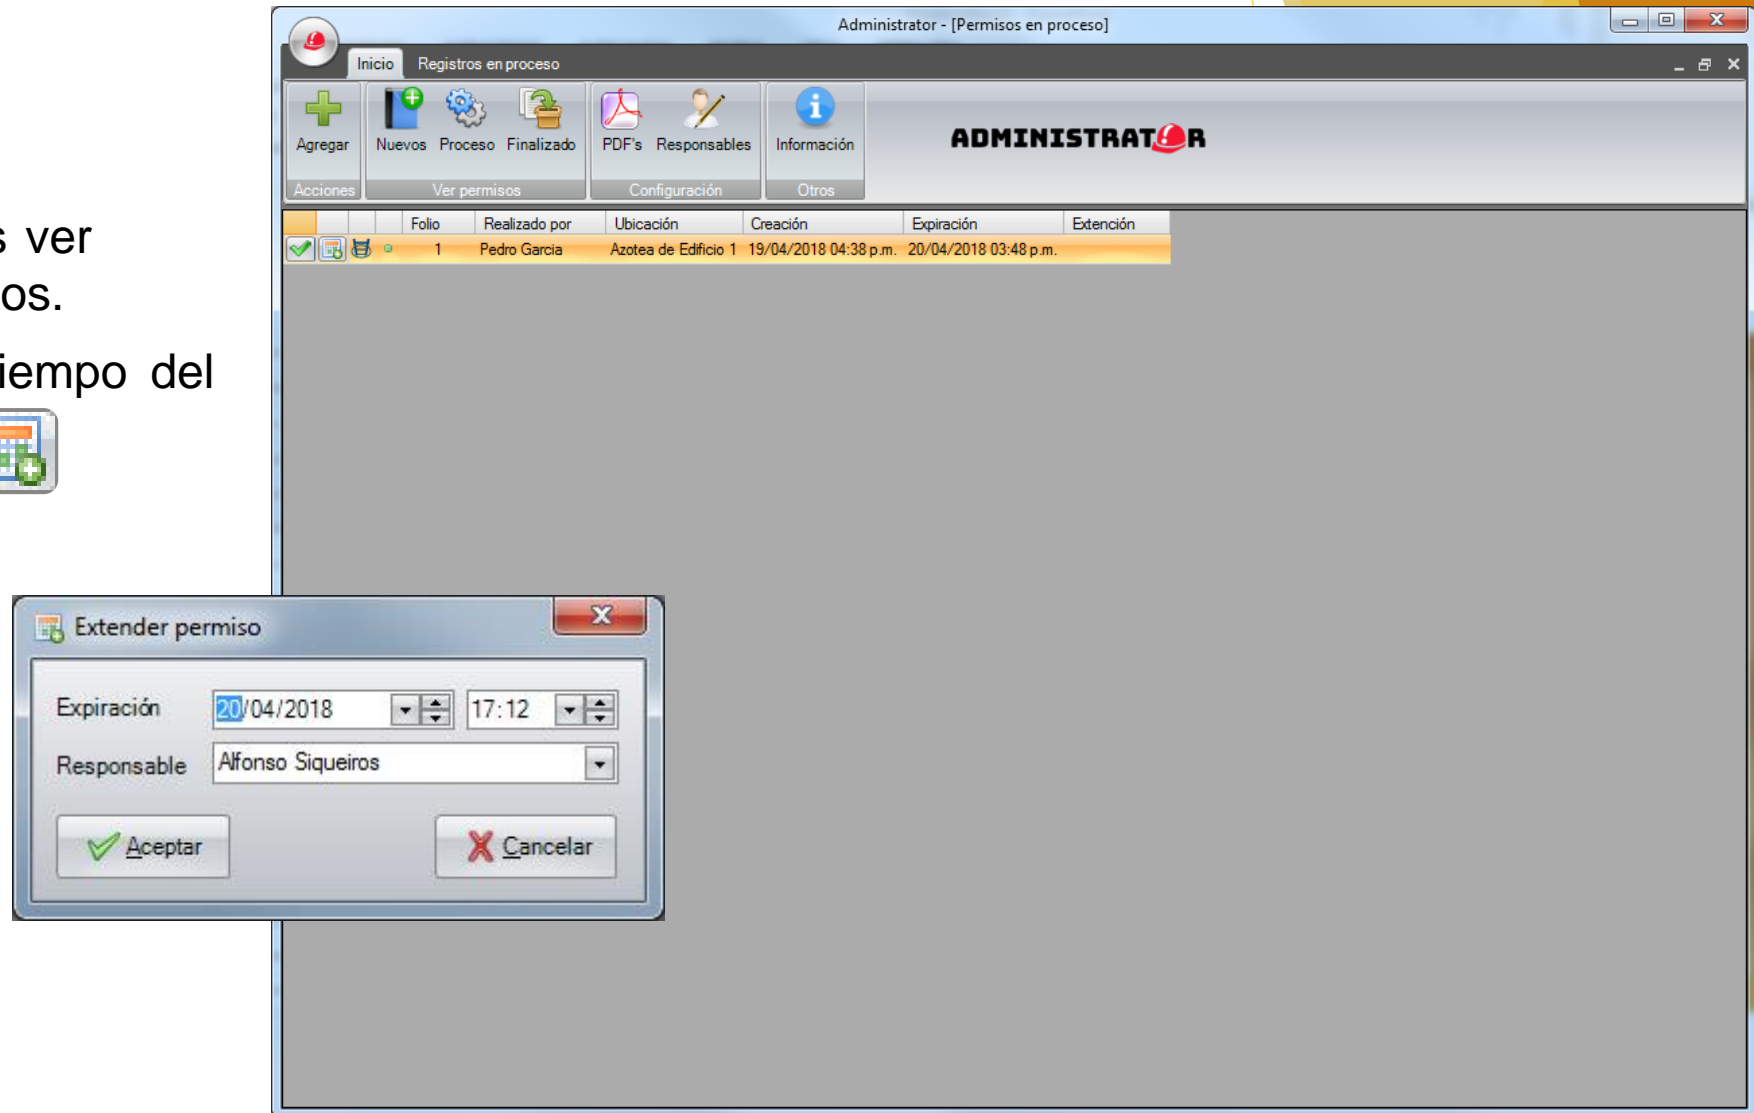 Administrator - [Permisos en proceso]
Inicio Registros en proceso
Agregar Nuevos Proceso Finalizado PDF's Responsables Información
ADMINISTRATOR
Acciones Ver permisos Configuración Otros
Folio Realizado por Ubicación Creación Expiración Extención
1 Pedro Garcia Azotea de Edificio 1 19/04/2018 04:38 p.m. 20/04/2018 03:48 p.m.
s ver
os.
iempo del
Extender permiso
Expiración 20/04/2018 17:12
Responsable Alfonso Siqueiros
Aceptar Cancelar